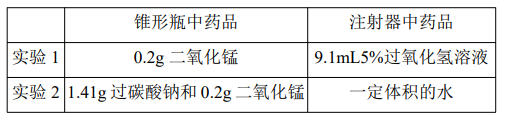 锥形瓶中药品 注射器中药品
实验 1 0.2g 二氧化锰 9.1mL5%过氧化氢溶液
实验 2 1.41g 过碳酸钠和 0.2g 二氧化锰 一定体积的水